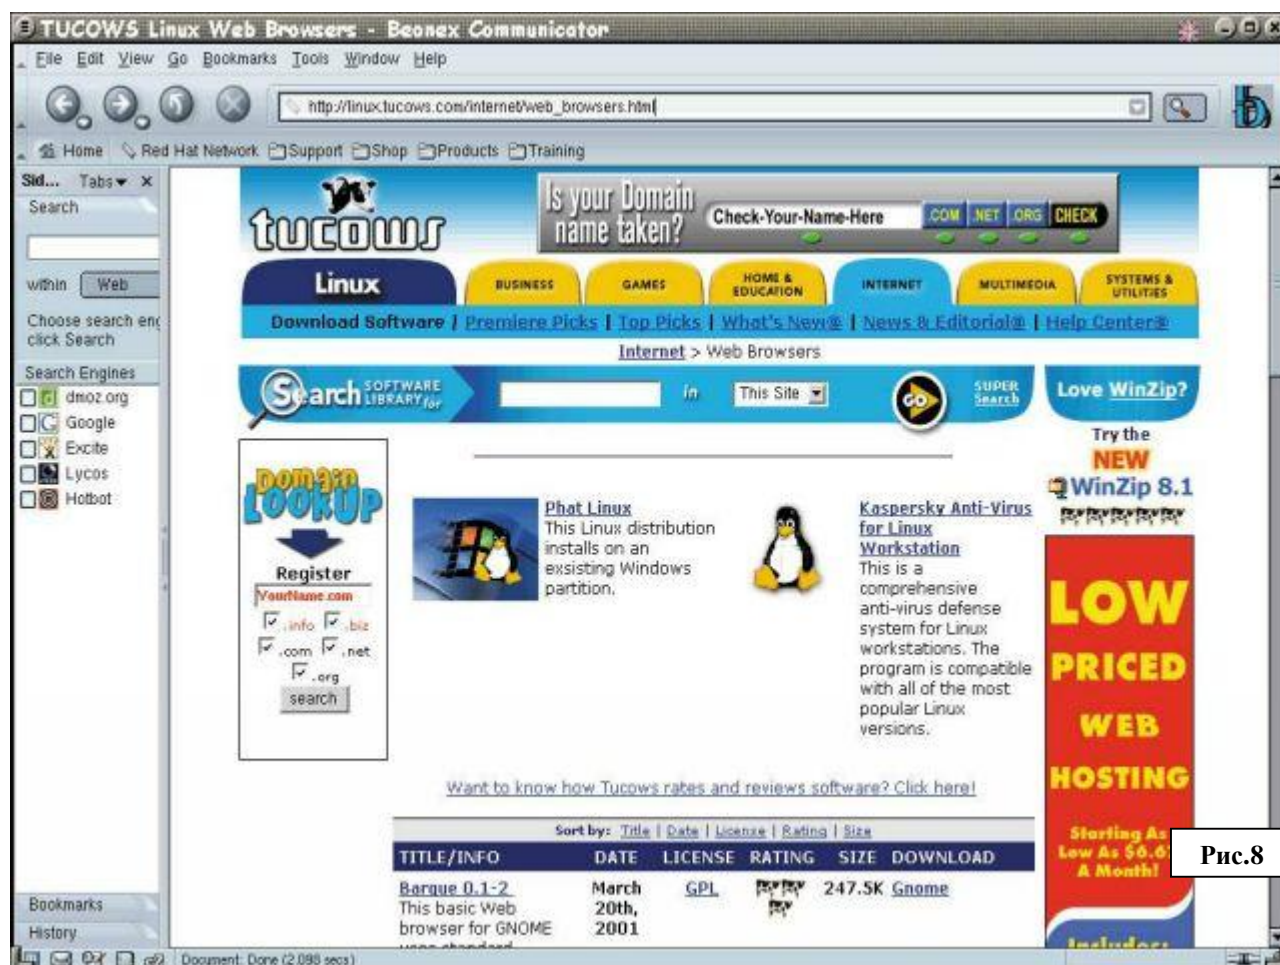 TUCOWS Linux Web Browsers - Beonex Communicator
File Edit View Go Bookmarks Tools Window Help
http://linux.tucows.com/internet/web_browsers.html
Home Red Hat Network Support Shop Products Training
Sid... Tabs
Search
within Web
Choose search eng
click Search
Search Engines
dmoz.org
Google
Excite
Lycos
Hotbot
Bookmarks
History
tucows
Is your Domain
name taken?
Check-Your-Name-Here .COM .NET .ORG CHECK
Linux BUSINESS GAMES HOME & EDUCATION INTERNET MULTIMEDIA SYSTEMS & UTILITIES
Download Software | Premiere Picks | Top Picks | What's New@ | News & Editorial@ | Help Center@
Internet > Web Browsers
Search SOFTWARE LIBRARY for in This Site GO SUPER Search
Love WinZip?
Try the
NEW
WinZip 8.1
DOMAIN
LOOKUP
Register
YourName.com
.info .biz
.com .net
.org
search
Phat Linux
This Linux distribution
installs on an
exsisting Windows
partition.
Kaspersky Anti-Virus
for Linux
Workstation
This is a
comprehensive
anti-virus defense
system for Linux
workstations. The
program is compatible
with all of the most
popular Linux
versions.
LOW
PRICED
WEB
HOSTING
Starting As
Low As $6.6
A Month!
Includes:
Рис.8
Want to know how Tucows rates and reviews software? Click here!
Sort by: Title | Date | License | Rating | Size
TITLE/INFO DATE LICENSE RATING SIZE DOWNLOAD
Barque 0.1-2 March GPL 247.5K Gnome
This basic Web 20th,
browser for GNOME 2001
uses standard
Document: Done (2.098 secs)